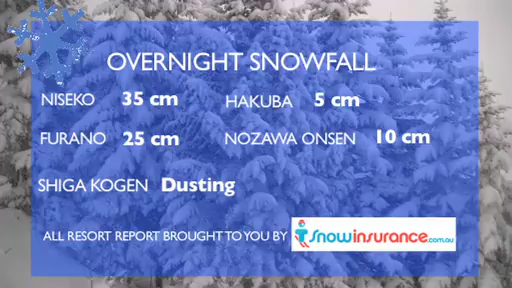 OVERNIGHT SNOWFALL
NISEKO 35 cm HAKUBA 5 cm
FURANO 25 cm NOZAWA ONSEN 10 cm
SHIGA KOGEN Dusting
ALL RESORT REPORT BROUGHT TO YOU BY snowinsurance.com.au